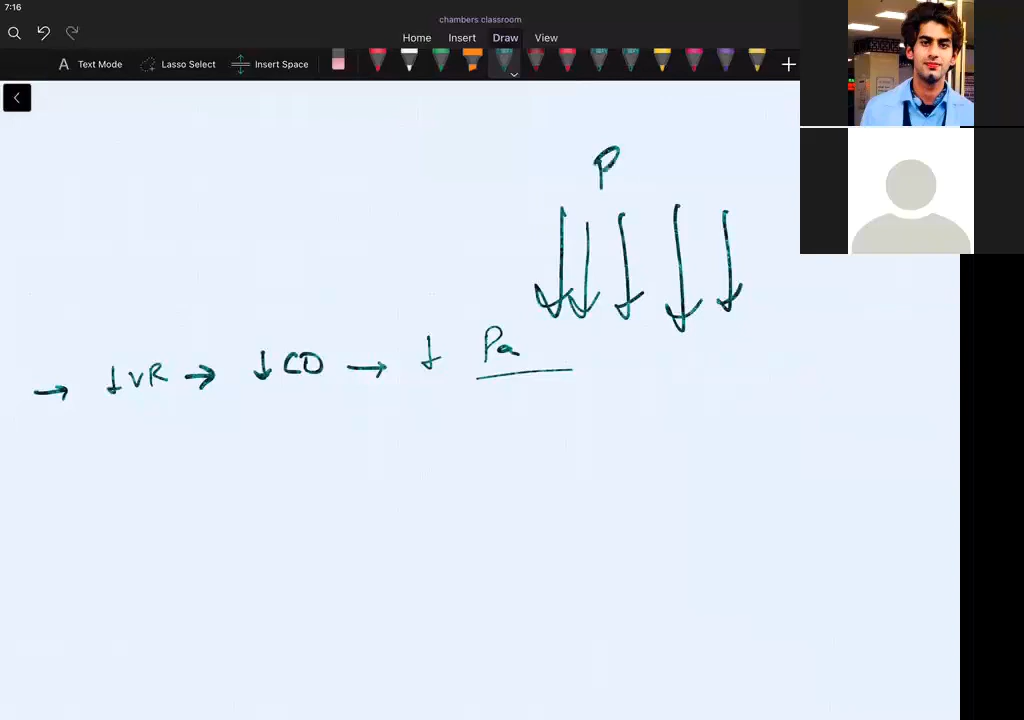 7:16
chambers classroom
Home Insert Draw View
A Text Mode Lasso Select Insert Space
P
→ ↓VR → ↓CO → ↓ Pa